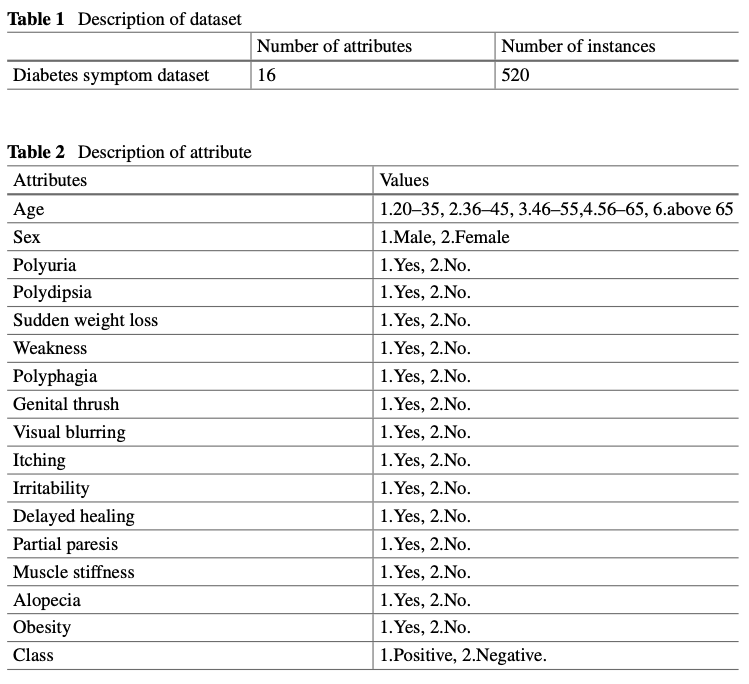 Table 1 Description of dataset
Number of attributes Number of instances
Diabetes symptom dataset 16 520
Table 2 Description of attribute
Attributes Values
Age 1.20–35, 2.36–45, 3.46–55,4.56–65, 6.above 65
Sex 1.Male, 2.Female
Polyuria 1.Yes, 2.No.
Polydipsia 1.Yes, 2.No.
Sudden weight loss 1.Yes, 2.No.
Weakness 1.Yes, 2.No.
Polyphagia 1.Yes, 2.No.
Genital thrush 1.Yes, 2.No.
Visual blurring 1.Yes, 2.No.
Itching 1.Yes, 2.No.
Irritability 1.Yes, 2.No.
Delayed healing 1.Yes, 2.No.
Partial paresis 1.Yes, 2.No.
Muscle stiffness 1.Yes, 2.No.
Alopecia 1.Yes, 2.No.
Obesity 1.Yes, 2.No.
Class 1.Positive, 2.Negative.